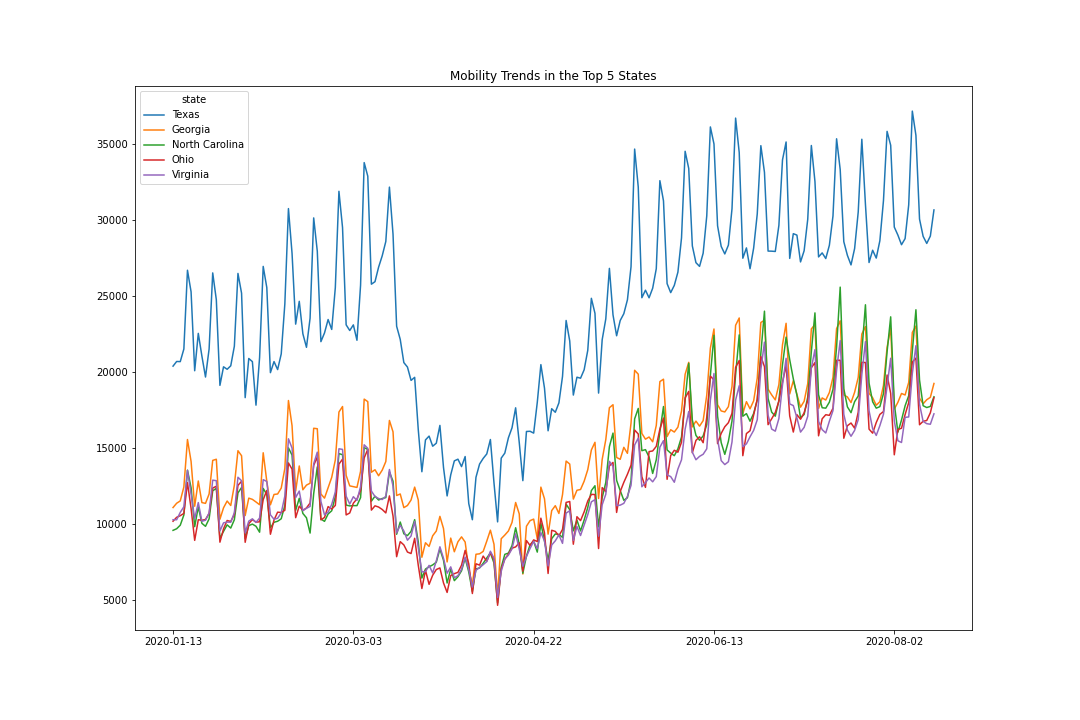 Mobility Trends in the Top 5 States
state
Texas
Georgia
North Carolina
Ohio
Virginia
35000
30000
25000
20000
15000
10000
5000
2020-01-13 2020-03-03 2020-04-22 2020-06-13 2020-08-02